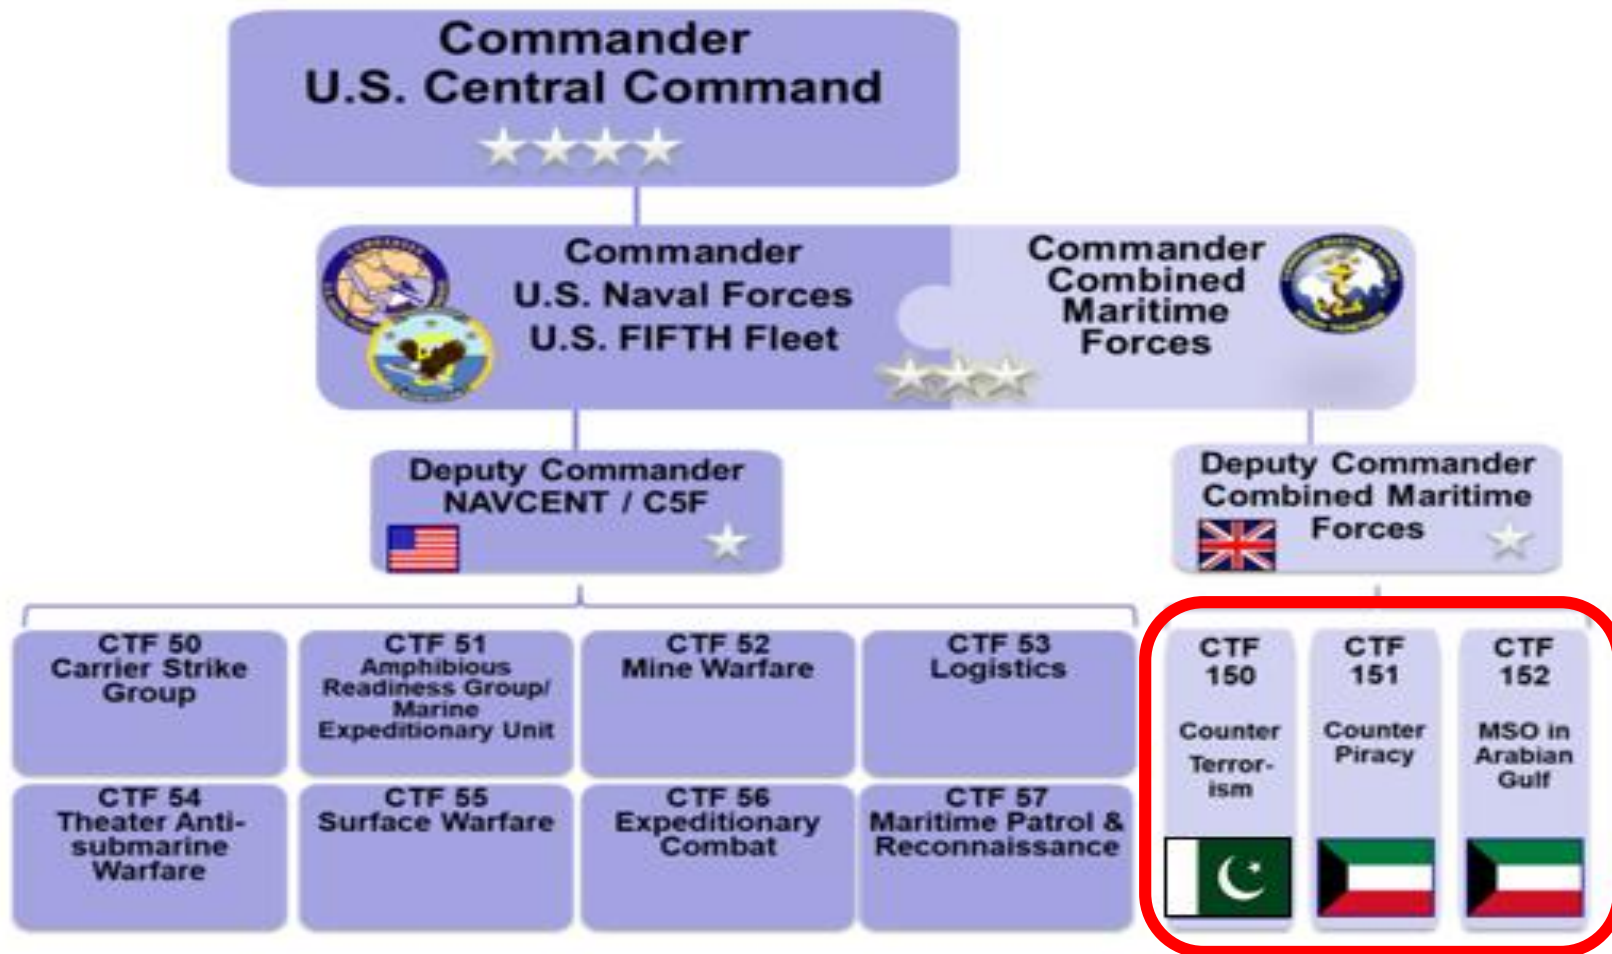 Commander
U.S. Central Command
Commander
U.S. Naval Forces
U.S. FIFTH Fleet
Commander
Combined
Maritime
Forces
Deputy Commander
NAVCENT / C5F
Deputy Commander
Combined Maritime
Forces
CTF 50
Carrier Strike
Group
CTF 51
Amphibious
Readiness Group/
Marine
Expeditionary Unit
CTF 52
Mine Warfare
CTF 53
Logistics
CTF 54
Theater Anti-
submarine
Warfare
CTF 55
Surface Warfare
CTF 56
Expeditionary
Combat
CTF 57
Maritime Patrol &
Reconnaissance
CTF
150
Counter
Terror-
ism
CTF
151
Counter
Piracy
CTF
152
MSO in
Arabian
Gulf